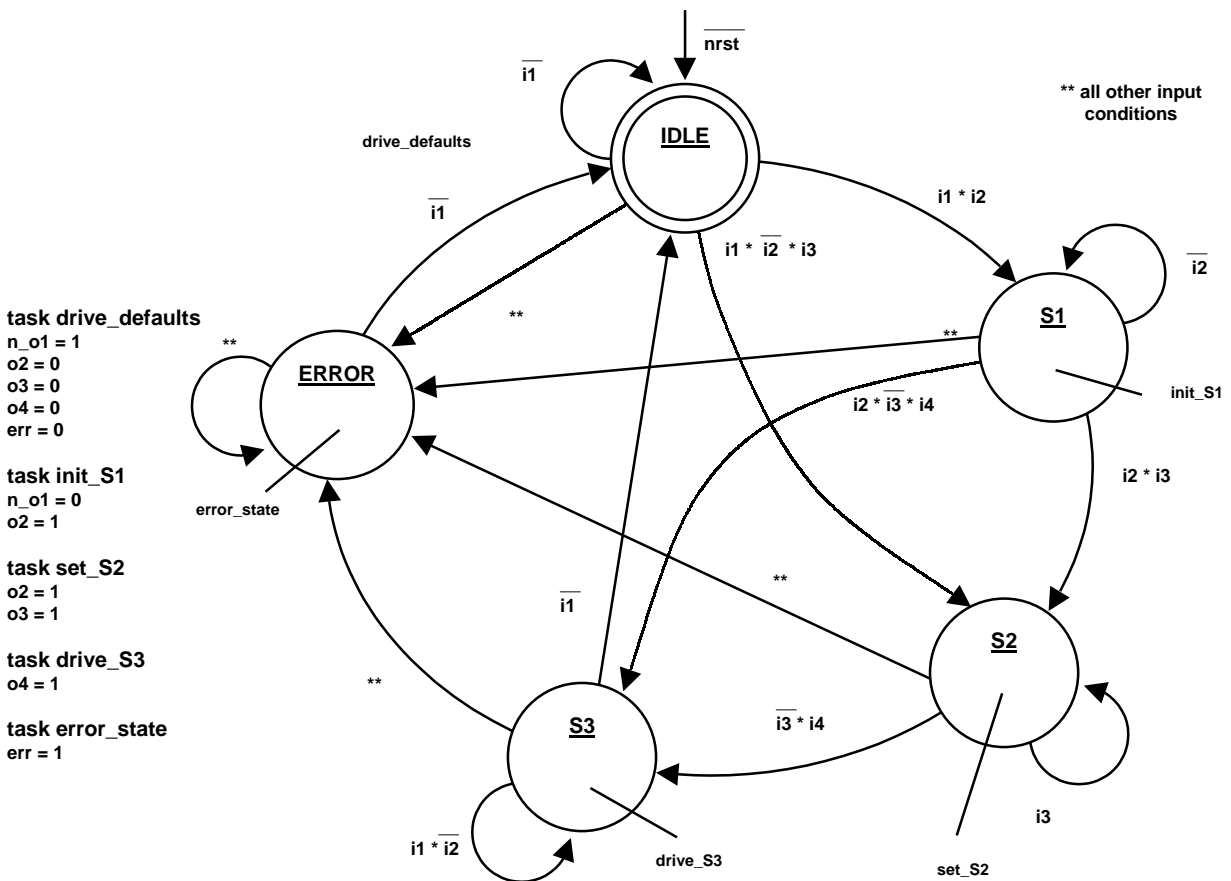 nrst
i1
** all other input
conditions
IDLE
drive_defaults
i1
i1 * i2
i1 * i2 * i3
i2
S1
**
**
**
ERROR
init_S1
i2 * i3 * i4
task drive_defaults
n_o1 = 1
o2 = 0
o3 = 0
o4 = 0
err = 0
task init_S1
n_o1 = 0
o2 = 1
task set_S2
o2 = 1
o3 = 1
task drive_S3
o4 = 1
task error_state
err = 1
error_state
i2 * i3
**
i1
S2
**
S3
i3 * i4
i3
i1 * i2
drive_S3
set_S2